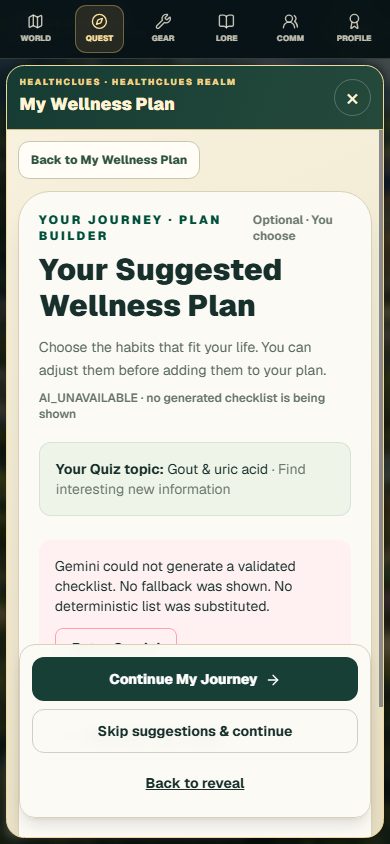 WORLD
QUEST
GEAR
LORE
COMM
PROFILE
HEALTHCLUES · HEALTHCLUES REALM
My Wellness Plan
Back to My Wellness Plan
YOUR JOURNEY · PLAN
BUILDER
Optional · You
choose
Your Suggested
Wellness Plan
Choose the habits that fit your life. You can
adjust them before adding them to your plan.
AI_UNAVAILABLE · no generated checklist is being
shown
Your Quiz topic: Gout & uric acid · Find
interesting new information
Gemini could not generate a validated
checklist. No fallback was shown. No
deterministic list was substituted.
Continue My Journey →
Skip suggestions & continue
Back to reveal